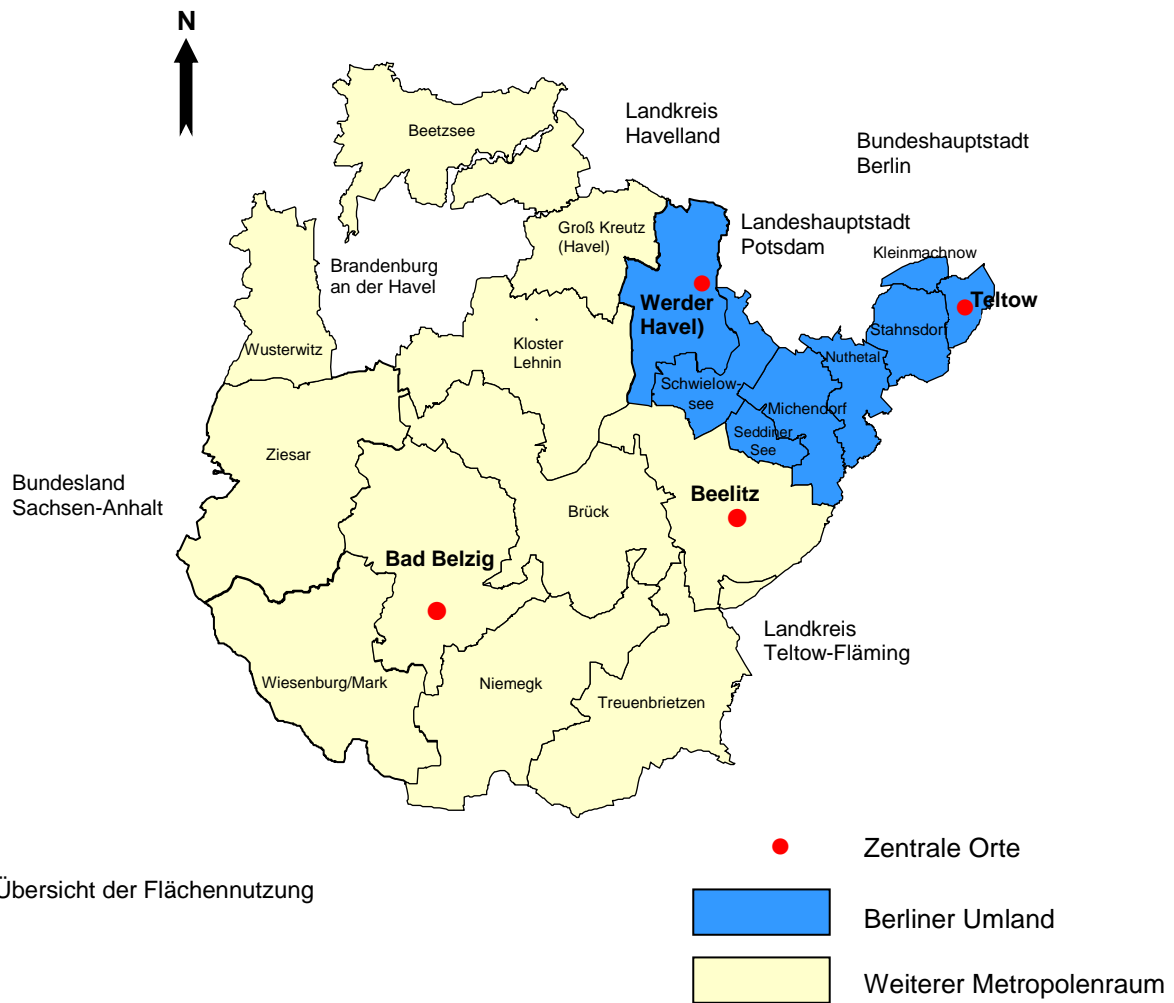 N
Beetzsee
Landkreis
Havelland
Bundeshauptstadt
Berlin
Groß Kreutz
(Havel)
Landeshauptstadt
Potsdam
Kleinmachnow
Brandenburg
an der Havel
Teltow
Werder
Havel)
Stahnsdorf
Wusterwitz
Kloster
Lehnin
Nuthetal
Schwielow-
see
Michendorf
Seddiner
See
Ziesar
Bundesland
Sachsen-Anhalt
Beelitz
Brück
Bad Belzig
Landkreis
Teltow-Fläming
Wiesenburg/Mark
Niemegk
Treuenbrietzen
Zentrale Orte
Übersicht der Flächennutzung
Berliner Umland
Weiterer Metropolenraum